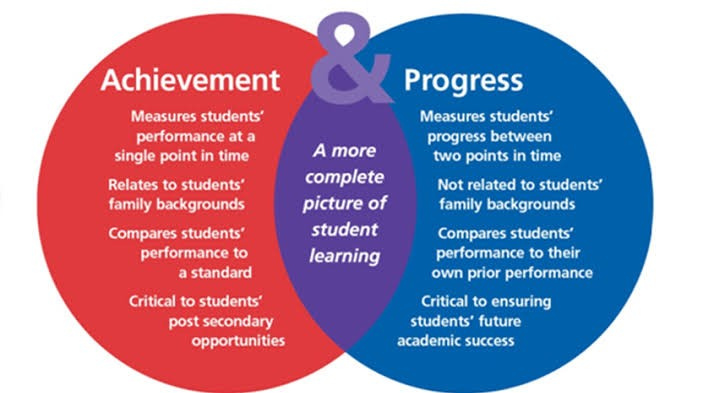 &
Achievement
Measures students'
performance at a
single point in time
Relates to students'
family backgrounds
Compares students'
performance to
a standard
Critical to students'
post secondary
opportunities
A more
complete
picture of
student
learning
Progress
Measures students'
progress between
two points in time
Not related to students'
family backgrounds
Compares students'
performance to their
own prior performance
Critical to ensuring
students' future
academic success